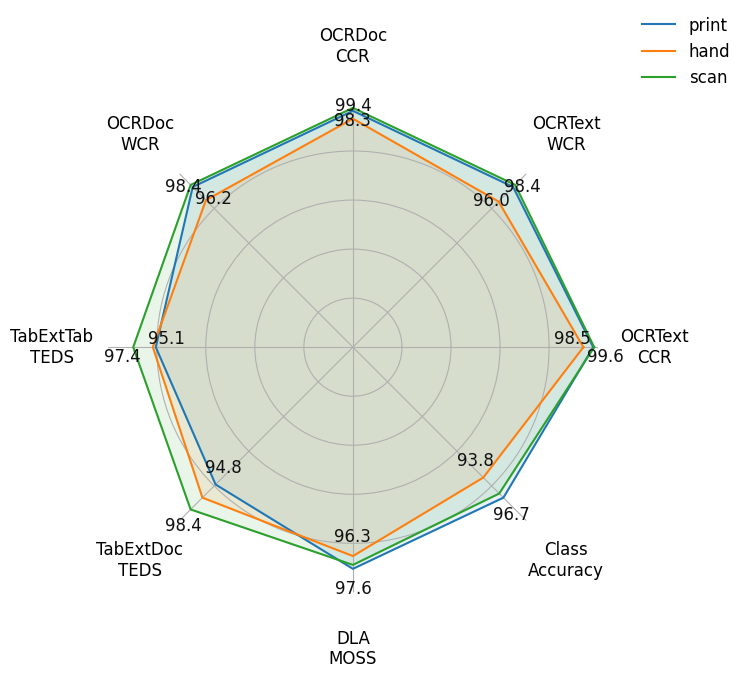 print
hand
scan
OCRDoc
CCR
99.4
98.3
OCRDoc
WCR
OCRText
WCR
98.4
96.2
96.0
98.4
TabExtTab
TEDS
95.1
97.4
98.5
99.6
OCRText
CCR
94.8
98.4
93.8
96.7
TabExtDoc
TEDS
96.3
97.6
Class
Accuracy
DLA
MOSS